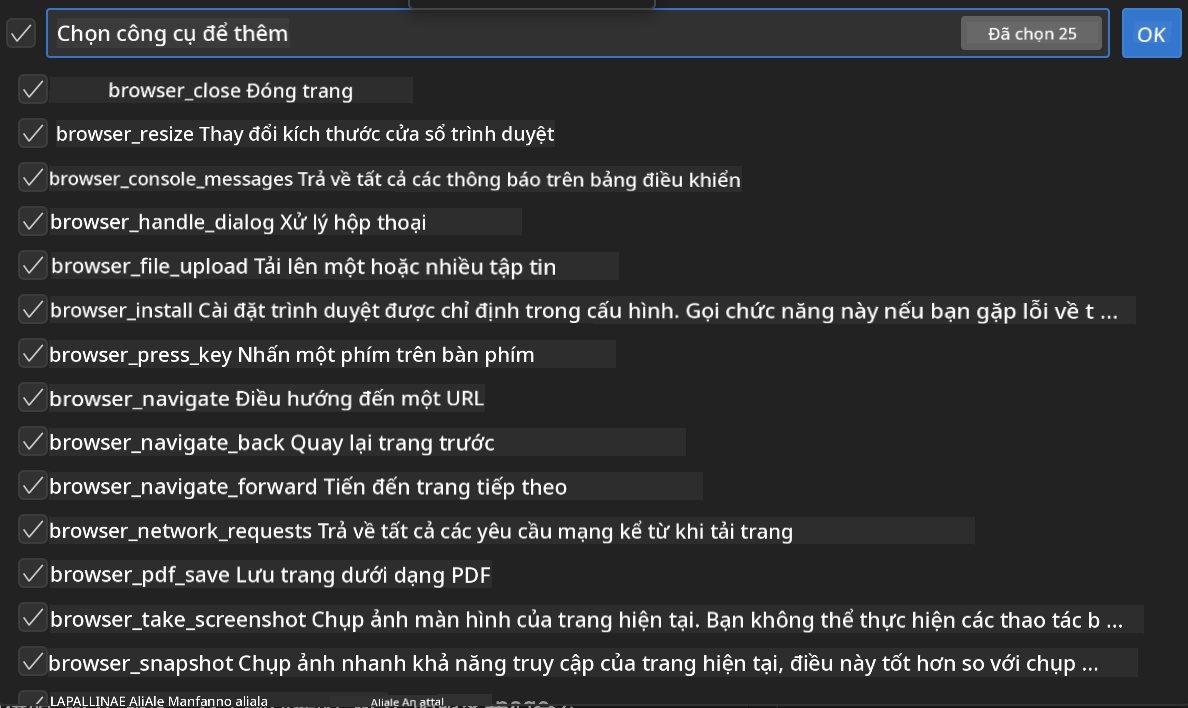 Chọn công cụ để thêm
Đã chọn 25
OK
browser_close Đóng trang
browser_resize Thay đổi kích thước cửa sổ trình duyệt
browser_console_messages Trả về tất cả các thông báo trên bảng điều khiển
browser_handle_dialog Xử lý hộp thoại
browser_file_upload Tải lên một hoặc nhiều tập tin
browser_install Cài đặt trình duyệt được chỉ định trong cấu hình. Gọi chức năng này nếu bạn gặp lỗi về t ...
browser_press_key Nhấn một phím trên bàn phím
browser_navigate Điều hướng đến một URL
browser_navigate_back Quay lại trang trước
browser_navigate_forward Tiến đến trang tiếp theo
browser_network_requests Trả về tất cả các yêu cầu mạng kể từ khi tải trang
browser_pdf_save Lưu trang dưới dạng PDF
browser_take_screenshot Chụp ảnh màn hình của trang hiện tại. Bạn không thể thực hiện các thao tác b ...
browser_snapshot Chụp ảnh nhanh khả năng truy cập của trang hiện tại, điều này tốt hơn so với chụp ...
LAPALLINAE AliAle Manfanno aliala